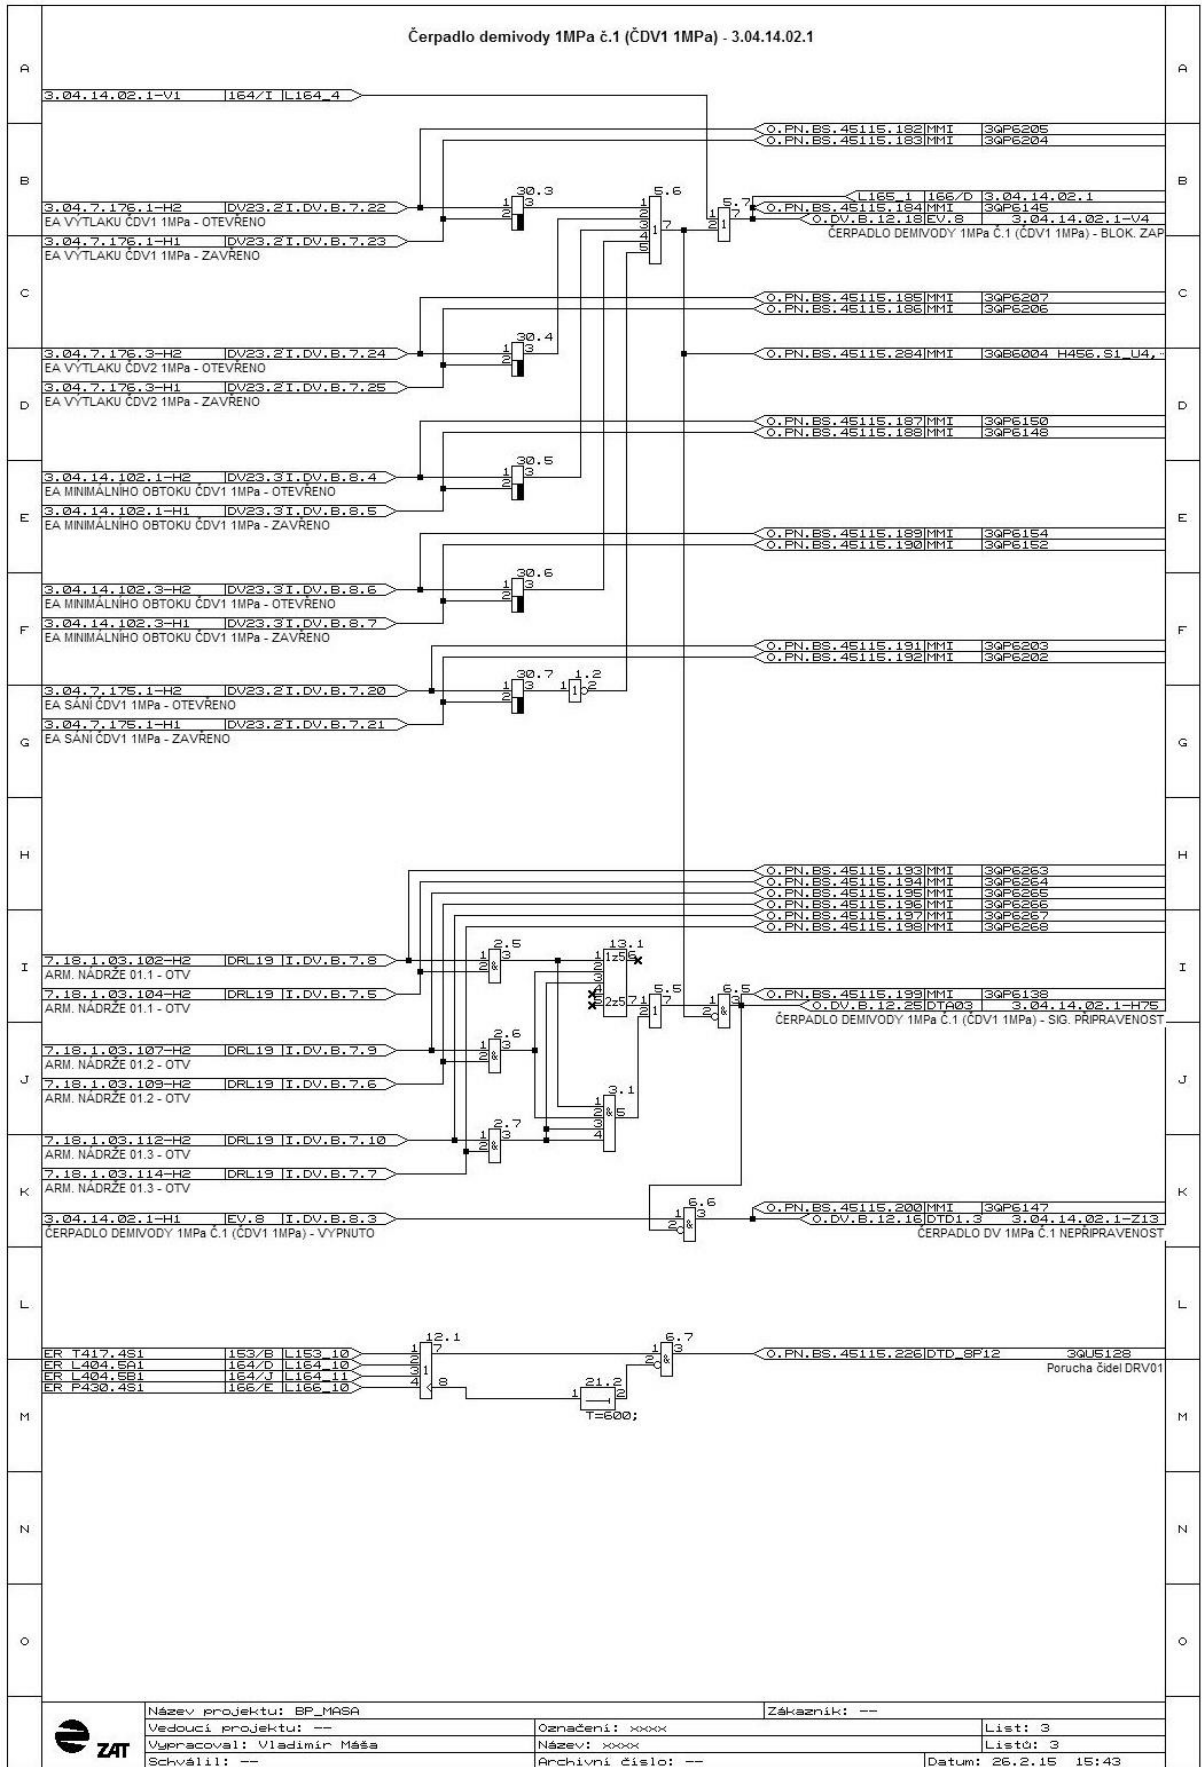 Čerpadlo demivody 1MPa č.1 (ČDV1 1MPa) - 3.04.14.02.1
A A
3.04.14.02.1-V1 164/I L164_4
O.PN.BS.45115.182 MMI 3QP6205
O.PN.BS.45115.183 MMI 3QP6204
B B
30.3 5.6 5.7
L165_1 166/D 3.04.14.02.1
3.04.7.176.1-H2 DV23.2 I.DV.B.7.22
O.PN.BS.45115.184 MMI 3QP6145
EA VÝTLAKU ČDV1 1MPa - OTEVŘENO
O.DV.B.12.18 EV.8 3.04.14.02.1-V4
ČERPADLO DEMIVODY 1MPa Č.1 (ČDV1 1MPa) - BLOK. ZAP
3.04.7.176.1-H1 DV23.2 I.DV.B.7.23
EA VÝTLAKU ČDV1 1MPa - ZAVŘENO
C C
O.PN.BS.45115.185 MMI 3QP6207
O.PN.BS.45115.186 MMI 3QP6206
30.4
3.04.7.176.3-H2 DV23.2 I.DV.B.7.24
O.PN.BS.45115.284 MMI 3QB6004 H456.S1_U4,
EA VÝTLAKU ČDV2 1MPa - OTEVŘENO
3.04.7.176.3-H1 DV23.2 I.DV.B.7.25
EA VÝTLAKU ČDV2 1MPa - ZAVŘENO
D D
O.PN.BS.45115.187 MMI 3QP6150
O.PN.BS.45115.188 MMI 3QP6148
30.5
3.04.14.102.1-H2 DV23.3 I.DV.B.8.4
EA MINIMÁLNÍHO OBTOKU ČDV1 1MPa - OTEVŘENO
3.04.14.102.1-H1 DV23.3 I.DV.B.8.5
EA MINIMÁLNÍHO OBTOKU ČDV1 1MPa - ZAVŘENO
E E
O.PN.BS.45115.189 MMI 3QP6154
O.PN.BS.45115.190 MMI 3QP6152
30.6
3.04.14.102.3-H2 DV23.3 I.DV.B.8.6
EA MINIMÁLNÍHO OBTOKU ČDV1 1MPa - OTEVŘENO
3.04.14.102.3-H1 DV23.3 I.DV.B.8.7
EA MINIMÁLNÍHO OBTOKU ČDV1 1MPa - ZAVŘENO
F F
O.PN.BS.45115.191 MMI 3QP6203
O.PN.BS.45115.192 MMI 3QP6202
30.7 1.2
3.04.7.175.1-H2 DV23.2 I.DV.B.7.20
EA SÁNÍ ČDV1 1MPa - OTEVŘENO
3.04.7.175.1-H1 DV23.2 I.DV.B.7.21
EA SÁNÍ ČDV1 1MPa - ZAVŘENO
G G
H H
O.PN.BS.45115.193 MMI 3QP6263
O.PN.BS.45115.194 MMI 3QP6264
O.PN.BS.45115.195 MMI 3QP6265
O.PN.BS.45115.196 MMI 3QP6266
O.PN.BS.45115.197 MMI 3QP6267
O.PN.BS.45115.198 MMI 3QP6268
2.5 13.1
7.18.1.03.102-H2 DRL19 I.DV.B.7.8
1z5
I I
ARM. NÁDRŽE 01.1 - OTV
5.5 6.5
7.18.1.03.104-H2 DRL19 I.DV.B.7.5
2z5
O.PN.BS.45115.199 MMI 3QP6138
O.DV.B.12.25 DTA03 3.04.14.02.1-H75
ARM. NÁDRŽE 01.1 - OTV
ČERPADLO DEMIVODY 1MPa Č.1 (ČDV1 1MPa) - SIG. PŘIPRAVENOST
2.6
7.18.1.03.107-H2 DRL19 I.DV.B.7.9
ARM. NÁDRŽE 01.2 - OTV
J J
7.18.1.03.109-H2 DRL19 I.DV.B.7.6
ARM. NÁDRŽE 01.2 - OTV
3.1
2.7
7.18.1.03.112-H2 DRL19 I.DV.B.7.10
ARM. NÁDRŽE 01.3 - OTV
7.18.1.03.114-H2 DRL19 I.DV.B.7.7
ARM. NÁDRŽE 01.3 - OTV
K K
6.6
O.PN.BS.45115.200 MMI 3QP6147
3.04.14.02.1-H1 EV.8 I.DV.B.8.3
O.DV.B.12.16 DTD1.3 3.04.14.02.1-Z13
ČERPADLO DEMIVODY 1MPa Č.1 (ČDV1 1MPa) - VYPNUTO
ČERPADLO DV 1MPa Č.1 NEPŘIPRAVENOST
L L
12.1 6.7
ER T417.4S1 153/B L153_10
O.PN.BS.45115.226 DTD_8P12 3QU5128
ER L404.5A1 164/D L164_10
Porucha čidel DRV01
ER L404.5B1 164/J L164_11
ER P430.4S1 166/E L166_10
21.2
T=600;
M M
N N
O O
Název projektu: BP_MASA Zákazník: --
Vedoucí projektu: -- Označení: xxxx List: 3
ZAT
Vypracoval: Vladimír Máša Název: xxxx Listů: 3
Schválil: -- Archivní číslo: -- Datum: 26.2.15 15:43